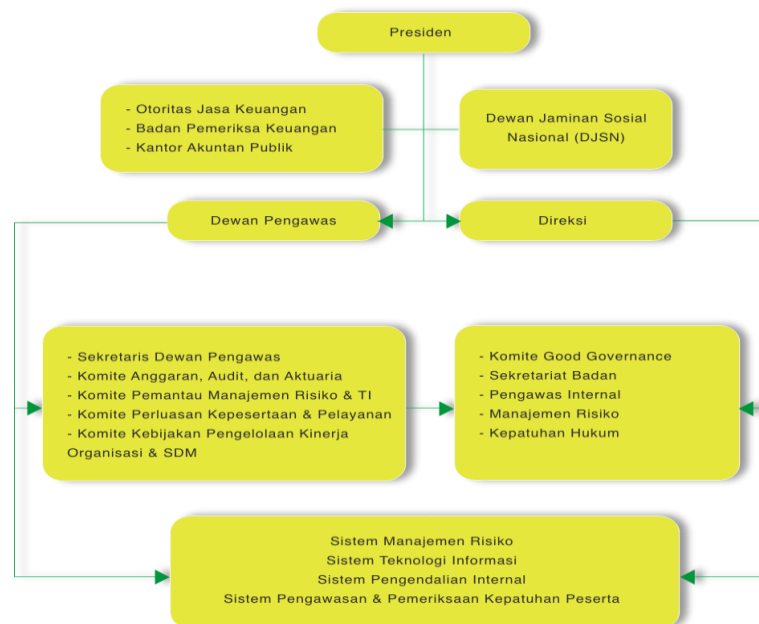 Presiden
- Otoritas Jasa Keuangan
- Badan Pemeriksa Keuangan
- Kantor Akuntan Publik
Dewan Jaminan Sosial
Nasional (DJSN)
Dewan Pengawas
Direksi
- Sekretaris Dewan Pengawas
- Komite Anggaran, Audit, dan Aktuaria
- Komite Pemantau Manajemen Risiko & TI
- Komite Perluasan Kepesertaan & Pelayanan
- Komite Kebijakan Pengelolaan Kinerja
Organisasi & SDM
- Komite Good Governance
- Sekretariat Badan
- Pengawas Internal
- Manajemen Risiko
- Kepatuhan Hukum
Sistem Manajemen Risiko
Sistem Teknologi Informasi
Sistem Pengendalian Internal
Sistem Pengawasan & Pemeriksaan Kepatuhan Peserta